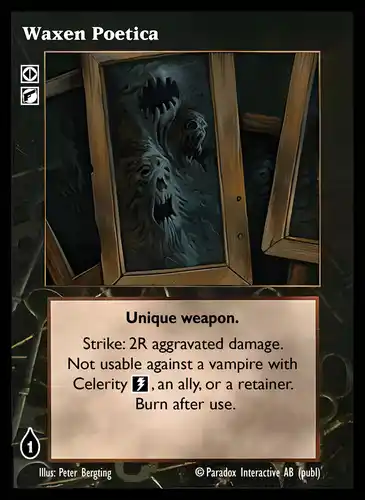 Waxen Poetica
Unique weapon.
Strike: 2R aggravated damage.
Not usable against a vampire with
Celerity , an ally, or a retainer.
Burn after use.
1
Illus: Peter Bergting © Paradox Interactive AB (publ)